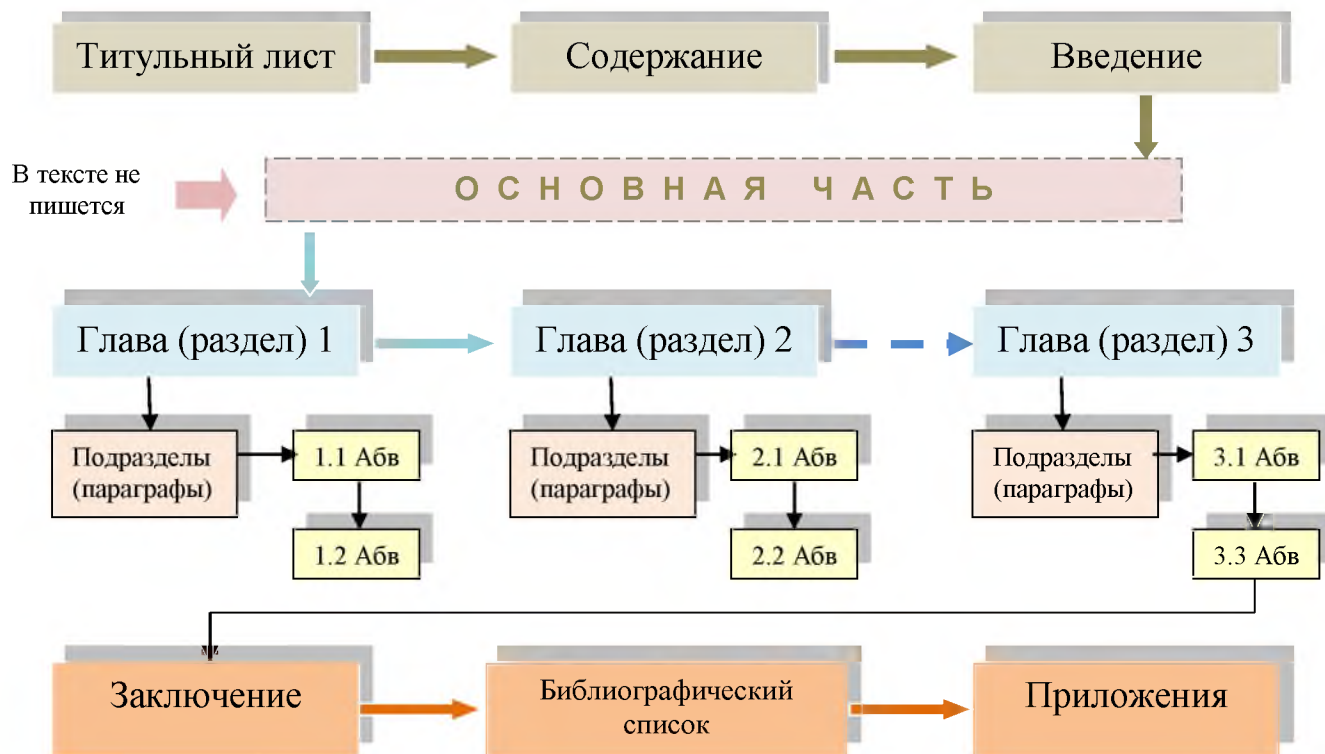 Титульный лист
Содержание
Введение
В тексте не
пишется
ОСНОВНАЯ ЧАСТЬ
Глава (раздел) 1
Глава (раздел) 2
Глава (раздел) 3
Подразделы
(параграфы)
1.1 Абв
1.2 Абв
Подразделы
(параграфы)
2.1 Абв
2.2 Абв
Подразделы
(параграфы)
3.1 Абв
3.3 Абв
Заключение
Библиографический
список
Приложения